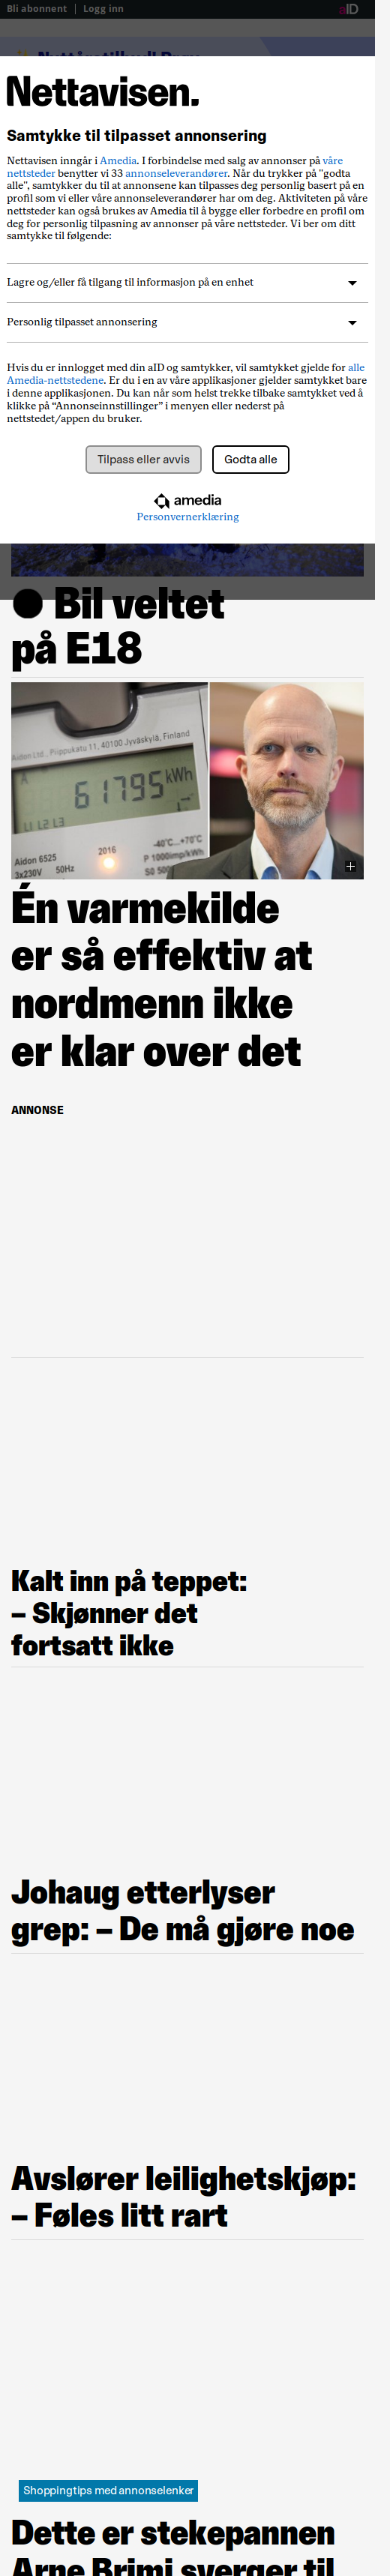 Bli abonnent | Logg inn
aID
Nettavisen.
Samtykke til tilpasset annonsering
Nettavisen inngår i Amedia. I forbindelse med salg av annonser på våre
nettsteder benytter vi 33 annonseleverandører. Når du trykker på "godta
alle", samtykker du til at annonsene kan tilpasses deg personlig basert på en
profil som vi eller våre annonseleverandører har om deg. Aktiviteten på våre
nettsteder kan også brukes av Amedia til å bygge eller forbedre en profil om
deg for personlig tilpasning av annonser på våre nettsteder. Vi ber om ditt
samtykke til følgende:
Lagre og/eller få tilgang til informasjon på en enhet
Personlig tilpasset annonsering
Hvis du er innlogget med din aID og samtykker, vil samtykket gjelde for alle
Amedia-nettstedene. Er du i en av våre applikasjoner gjelder samtykket bare
i denne applikasjonen. Du kan når som helst trekke tilbake samtykket ved å
klikke på “Annonseinnstillinger” i menyen eller nederst på
nettstedet/appen du bruker.
Tilpass eller avvis
Godta alle
amedia
Personvernerklæring
Bil veltet
på E18
Aidon Ltd., Piippukatu 11, 40100 Jyväskylä, Finland
61795 kWh
2016
-40°C...+70°C
Aidon 6525
50Hz
P 1000imp/kWh
3x230V
Én varmekilde
er så effektiv at
nordmenn ikke
er klar over det
ANNONSE
Kalt inn på teppet:
– Skjønner det
fortsatt ikke
Johaug etterlyser
grep: – De må gjøre noe
Avslører leilighetskjøp:
– Føles litt rart
Shoppingtips med annonselenker
Dette er stekepannen
Arne Brimi sverger til